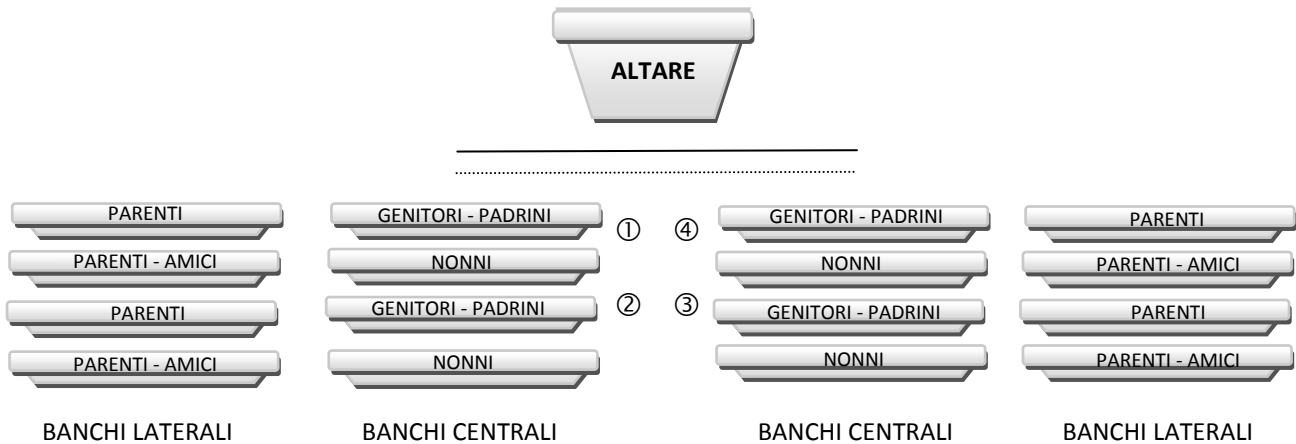 ALTARE
PARENTI GENITORI - PADRINI ① ④ GENITORI - PADRINI PARENTI
PARENTI - AMICI NONNI NONNI PARENTI - AMICI
PARENTI GENITORI - PADRINI ② ③ GENITORI - PADRINI PARENTI
PARENTI - AMICI NONNI NONNI PARENTI - AMICI
BANCHI LATERALI BANCHI CENTRALI BANCHI CENTRALI BANCHI LATERALI